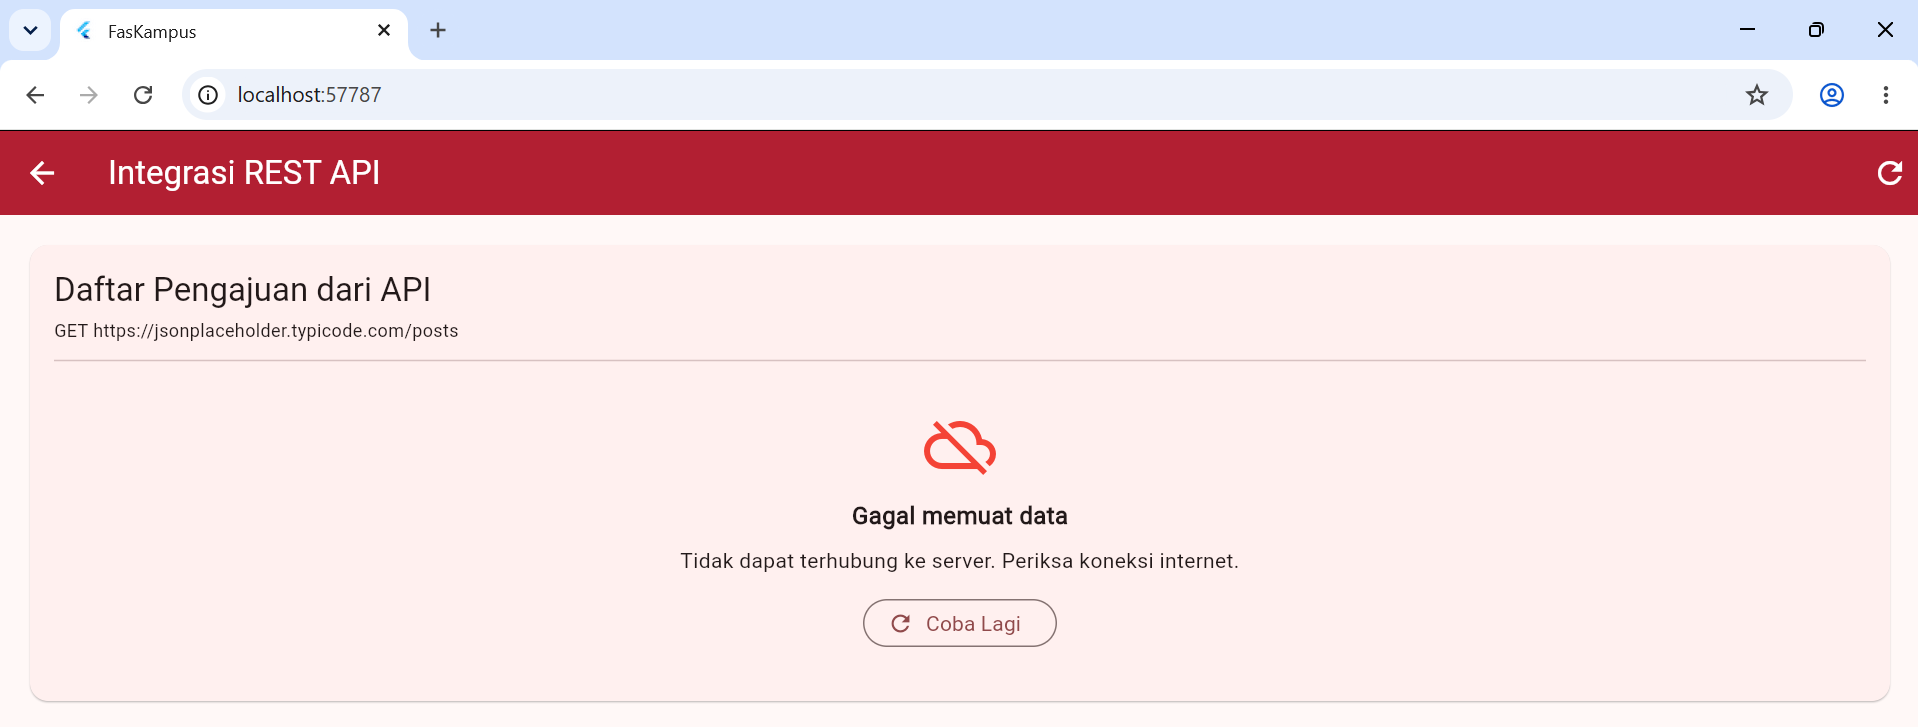 FasKampus
localhost:57787
Integrasi REST API
Daftar Pengajuan dari API
GET https://jsonplaceholder.typicode.com/posts
Gagal memuat data
Tidak dapat terhubung ke server. Periksa koneksi internet.
Coba Lagi